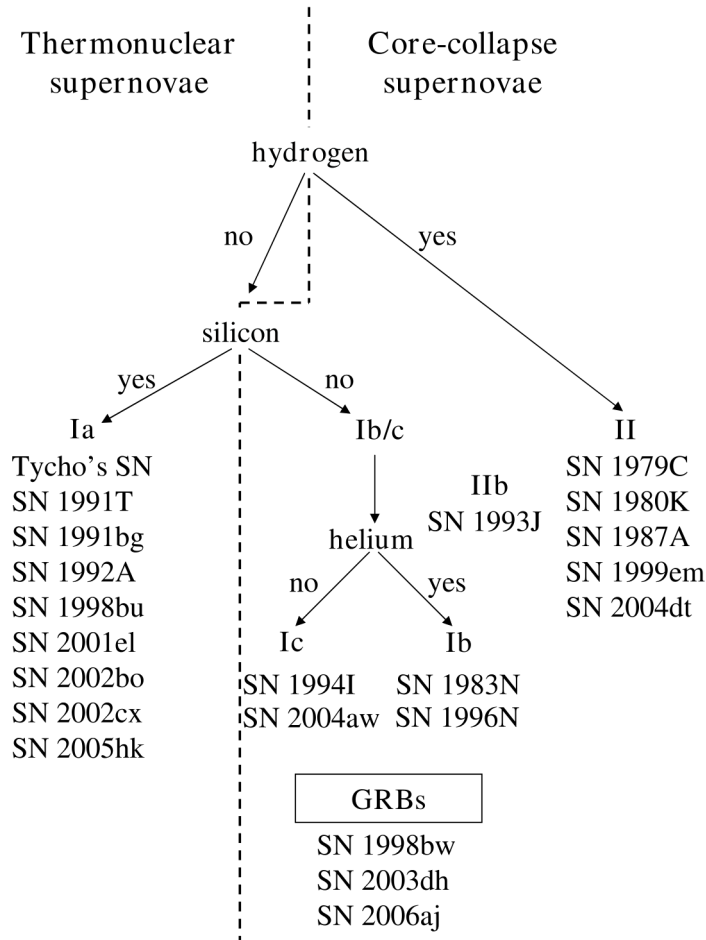 Thermonuclear
supernovae
Core-collapse
supernovae
hydrogen
no
yes
silicon
yes
no
Ia
Tycho's SN
SN 1991T
SN 1991bg
SN 1992A
SN 1998bu
SN 2001el
SN 2002bo
SN 2002cx
SN 2005hk
Ib/c
helium
no
yes
Ic
SN 1994I
SN 2004aw
Ib
SN 1983N
SN 1996N
IIb
SN 1993J
II
SN 1979C
SN 1980K
SN 1987A
SN 1999em
SN 2004dt
GRBs
SN 1998bw
SN 2003dh
SN 2006aj